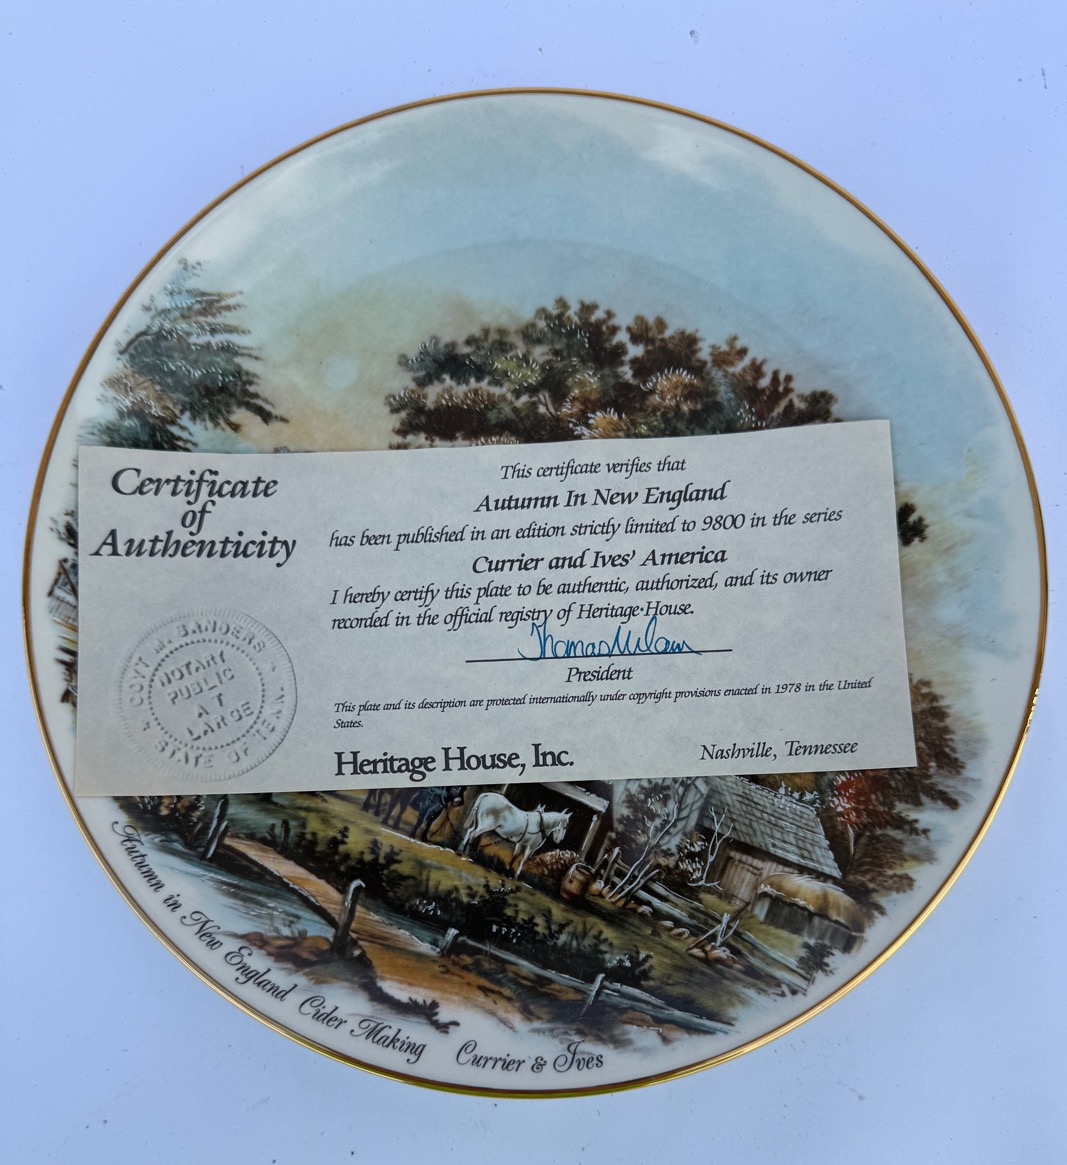 Certificate
of
Authenticity
This certificate verifies that
Autumn In New England
has been published in an edition strictly limited to 9800 in the series
Currier and Ives' America
I hereby certify this plate to be authentic, authorized, and its owner
recorded in the official registry of Heritage House.
President
This plate and its description are protected internationally under copyright provisions enacted in 1978 in the United
States.
Heritage House, Inc.
Nashville, Tennessee
HOYT M. SANDERS
NOTARY
PUBLIC
AT
LARGE
STATE OF TENN
Autumn in New England Cider Making Currier & Ives